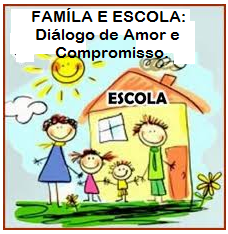 FAMÍLA E ESCOLA:
Diálogo de Amor e
Compromisso.
ESCOLA